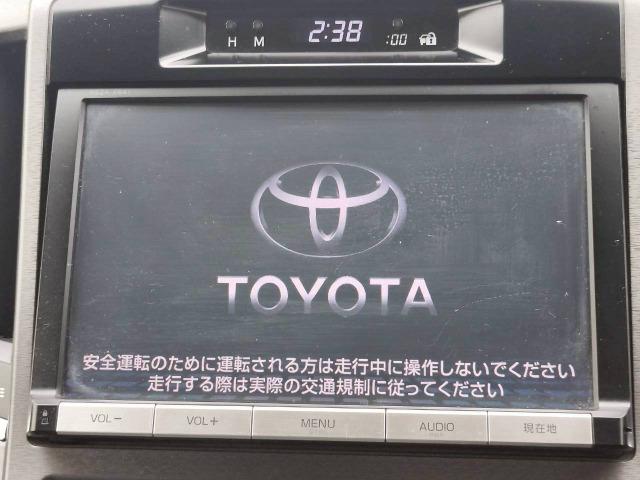 H M 2:38 :00
TOYOTA
安全運転のために運転される方は走行中に操作しないでください
走行する際は実際の交通規制に従ってください
VOL− VOL+ MENU AUDIO 現在地